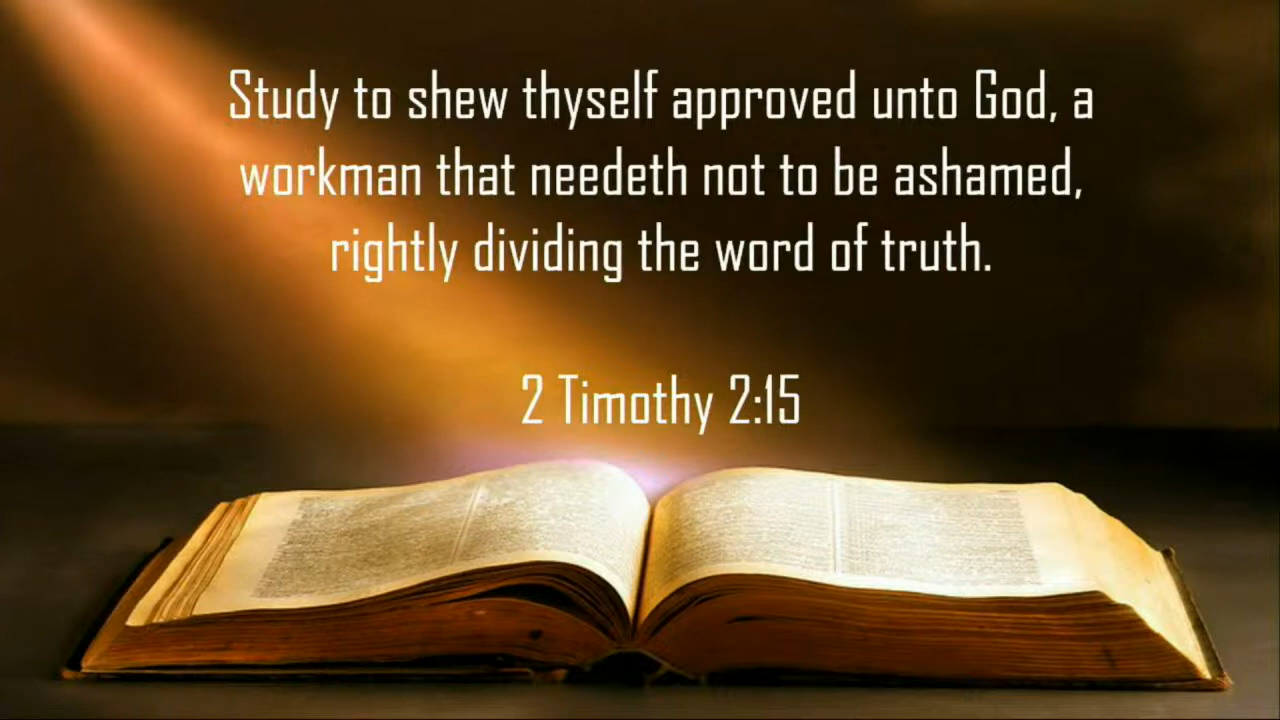 Study to shew thyself approved unto God, a
workman that needeth not to be ashamed,
rightly dividing the word of truth.
2 Timothy 2:15